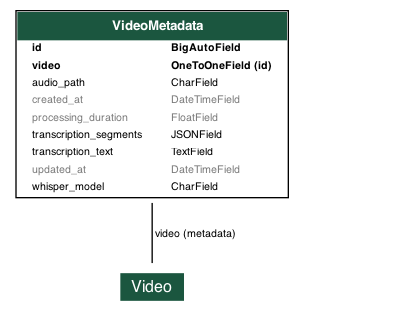 VideoMetadata
id BigAutoField
video OneToOneField (id)
audio_path CharField
created_at DateTimeField
processing_duration FloatField
transcription_segments JSONField
transcription_text TextField
updated_at DateTimeField
whisper_model CharField
video (metadata)
Video